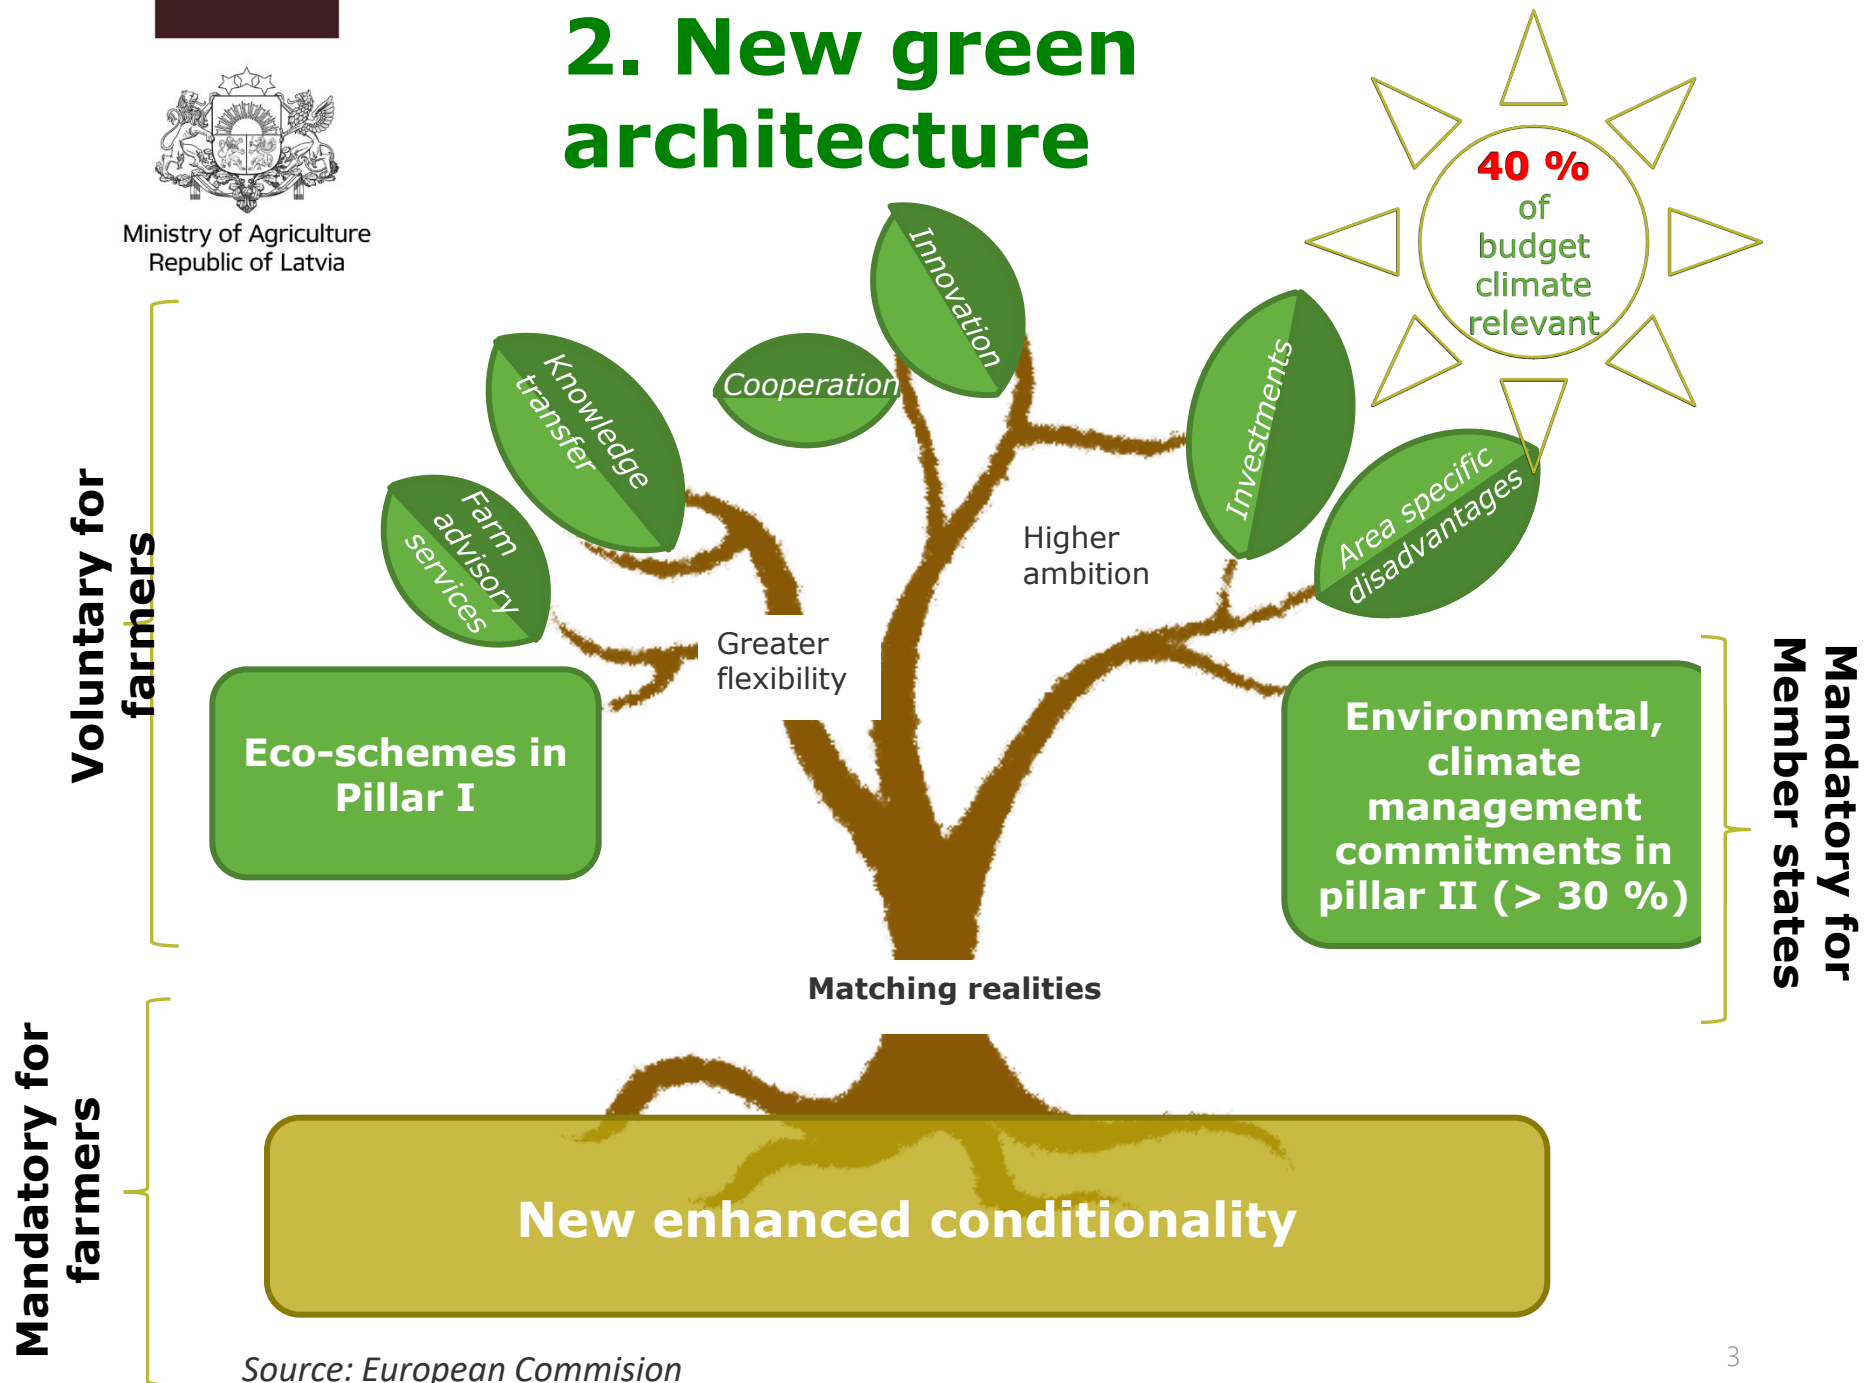 2. New green
architecture
Ministry of Agriculture
Republic of Latvia
40 %
of
budget
climate
relevant
Innovation
Knowledge
transfer
Cooperation
Investments
Farm
advisory
services
Area specific
disadvantages
Higher
ambition
Greater
flexibility
Voluntary for
farmers
Eco-schemes in
Pillar I
Environmental,
climate
management
commitments in
pillar II (> 30 %)
Mandatory for
Member states
Matching realities
Mandatory for
farmers
New enhanced conditionality
Source: European Commision
3